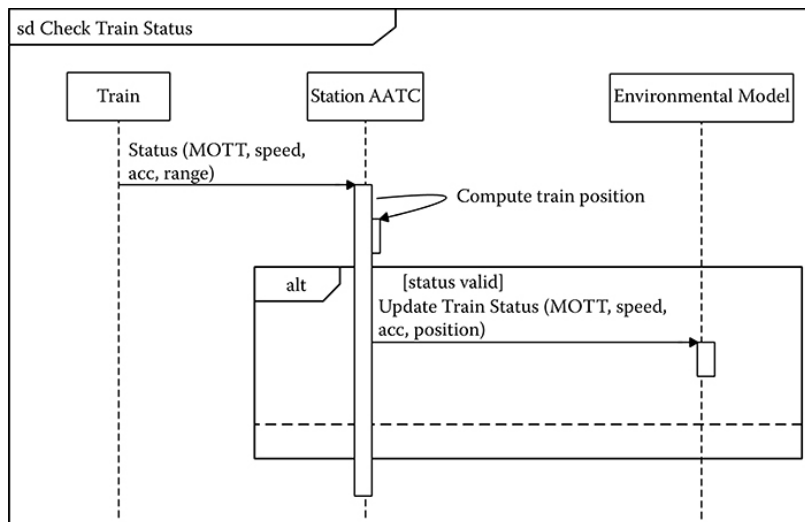 sd Check Train Status
Train
Station AATC
Environmental Model
Status (MOTT, speed,
acc, range)
Compute train position
alt
[status valid]
Update Train Status (MOTT, speed,
acc, position)